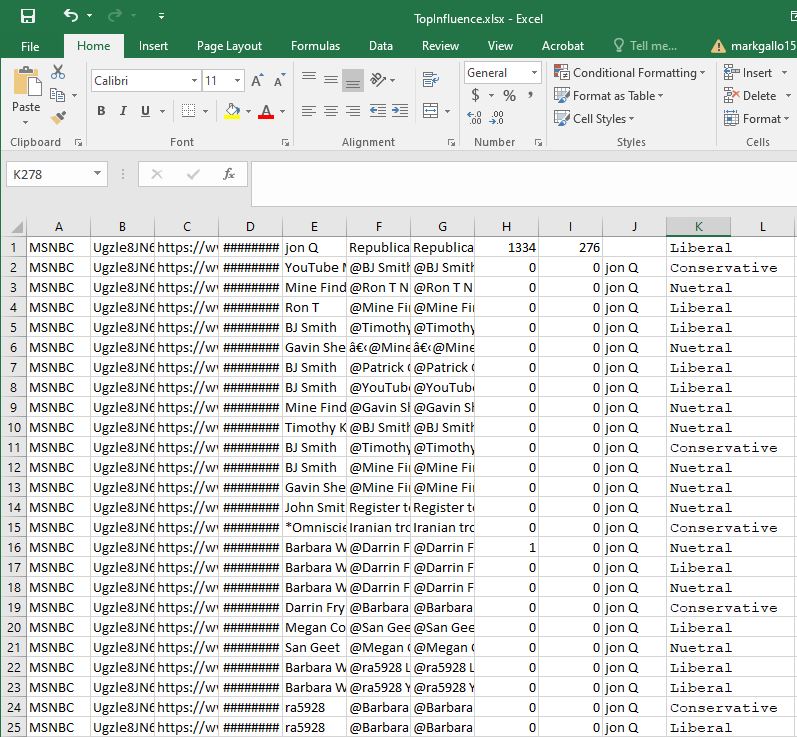 TopInfluence.xlsx - Excel
File Home Insert Page Layout Formulas Data Review View Acrobat Tell me... markgallo15
Calibri 11 General Conditional Formatting Insert
Paste B I U $ % , Format as Table Delete
Cell Styles Format
Clipboard Font Alignment Number Styles Cells
K278 fx
A B C D E F G H I J K L
1 MSNBC Ugzle8JN6 https://w ######## jon Q Republica Republica 1334 276 Liberal
2 MSNBC Ugzle8JN6 https://w ######## YouTube @BJ Smith @BJ Smith 0 0 jon Q Conservative
3 MSNBC Ugzle8JN6 https://w ######## Mine Find @Ron T N @Ron T N 0 0 jon Q Nuetral
4 MSNBC Ugzle8JN6 https://w ######## Ron T @Mine Fi @Mine Fi 0 0 jon Q Liberal
5 MSNBC Ugzle8JN6 https://w ######## BJ Smith @Timothy @Timothy 0 0 jon Q Liberal
6 MSNBC Ugzle8JN6 https://w ######## Gavin She â€‹@Mine â€‹@Mine 0 0 jon Q Nuetral
7 MSNBC Ugzle8JN6 https://w ######## BJ Smith @Patrick @Patrick 0 0 jon Q Liberal
8 MSNBC Ugzle8JN6 https://w ######## BJ Smith @YouTube @YouTube 0 0 jon Q Liberal
9 MSNBC Ugzle8JN6 https://w ######## Mine Find @Gavin Sh @Gavin Sh 0 0 jon Q Nuetral
10 MSNBC Ugzle8JN6 https://w ######## Timothy K @BJ Smith @BJ Smith 0 0 jon Q Nuetral
11 MSNBC Ugzle8JN6 https://w ######## BJ Smith @Timothy @Timothy 0 0 jon Q Conservative
12 MSNBC Ugzle8JN6 https://w ######## BJ Smith @Mine Fi @Mine Fi 0 0 jon Q Nuetral
13 MSNBC Ugzle8JN6 https://w ######## Gavin She @Mine Fi @Mine Fi 0 0 jon Q Nuetral
14 MSNBC Ugzle8JN6 https://w ######## John Smit Register to Register to 0 0 jon Q Nuetral
15 MSNBC Ugzle8JN6 https://w ######## *Omniscie Iranian tro Iranian tro 0 0 jon Q Conservative
16 MSNBC Ugzle8JN6 https://w ######## Barbara W @Darrin F @Darrin F 1 0 jon Q Nuetral
17 MSNBC Ugzle8JN6 https://w ######## Barbara W @Darrin F @Darrin F 0 0 jon Q Liberal
18 MSNBC Ugzle8JN6 https://w ######## Barbara W @Darrin F @Darrin F 0 0 jon Q Nuetral
19 MSNBC Ugzle8JN6 https://w ######## Darrin Fry @Barbara @Barbara 0 0 jon Q Conservative
20 MSNBC Ugzle8JN6 https://w ######## Megan Co @San Gee @San Gee 0 0 jon Q Liberal
21 MSNBC Ugzle8JN6 https://w ######## San Geet @Megan @Megan 0 0 jon Q Nuetral
22 MSNBC Ugzle8JN6 https://w ######## Barbara W @ra5928 L @ra5928 L 0 0 jon Q Liberal
23 MSNBC Ugzle8JN6 https://w ######## Barbara W @ra5928 Y @ra5928 Y 0 0 jon Q Liberal
24 MSNBC Ugzle8JN6 https://w ######## ra5928 @Barbara @Barbara 0 0 jon Q Conservative
25 MSNBC Ugzle8JN6 https://w ######## ra5928 @Barbara @Barbara 0 0 jon Q Liberal